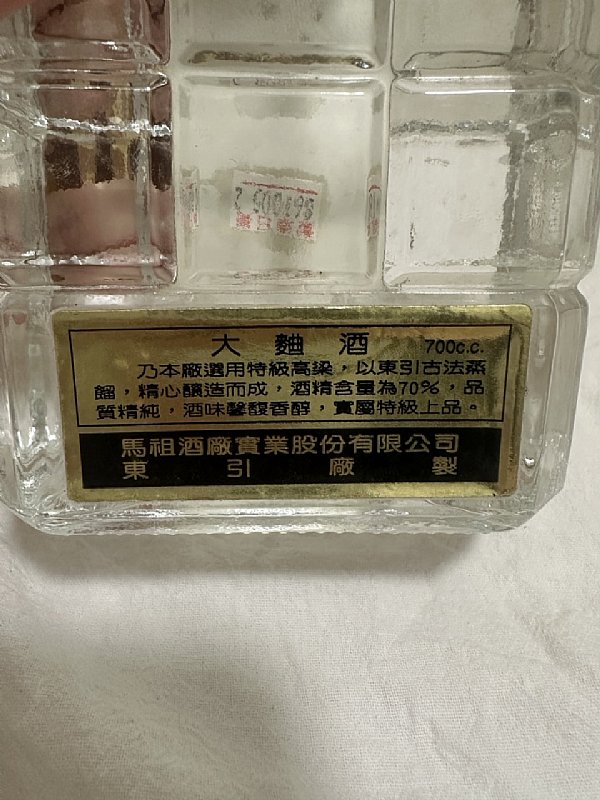 大麯酒 700c.c.
乃本廠選用特級高粱，以東引古法蒸
餾，精心釀造而成，酒精含量為70%，品
質精純，酒味馨馥香醇，實屬特級上品。
馬祖酒廠實業股份有限公司
東引廠製